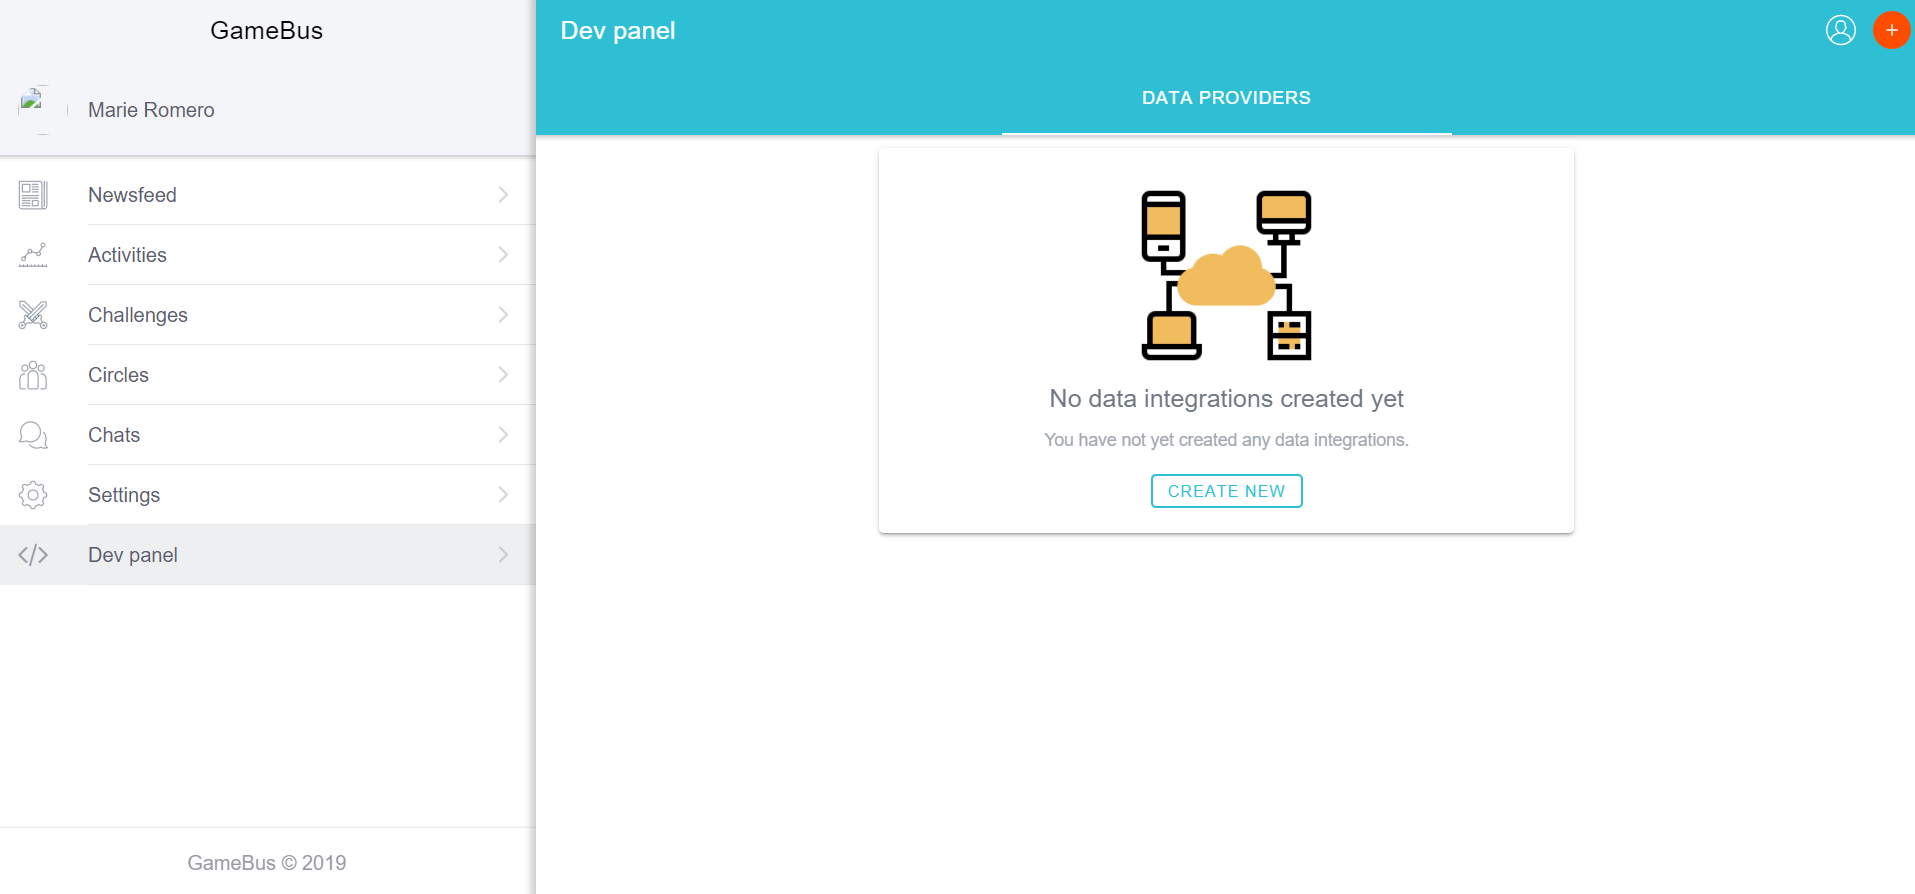 GameBus
Marie Romero
Newsfeed
Activities
Challenges
Circles
Chats
Settings
Dev panel
GameBus © 2019
Dev panel
DATA PROVIDERS
No data integrations created yet
You have not yet created any data integrations.
CREATE NEW